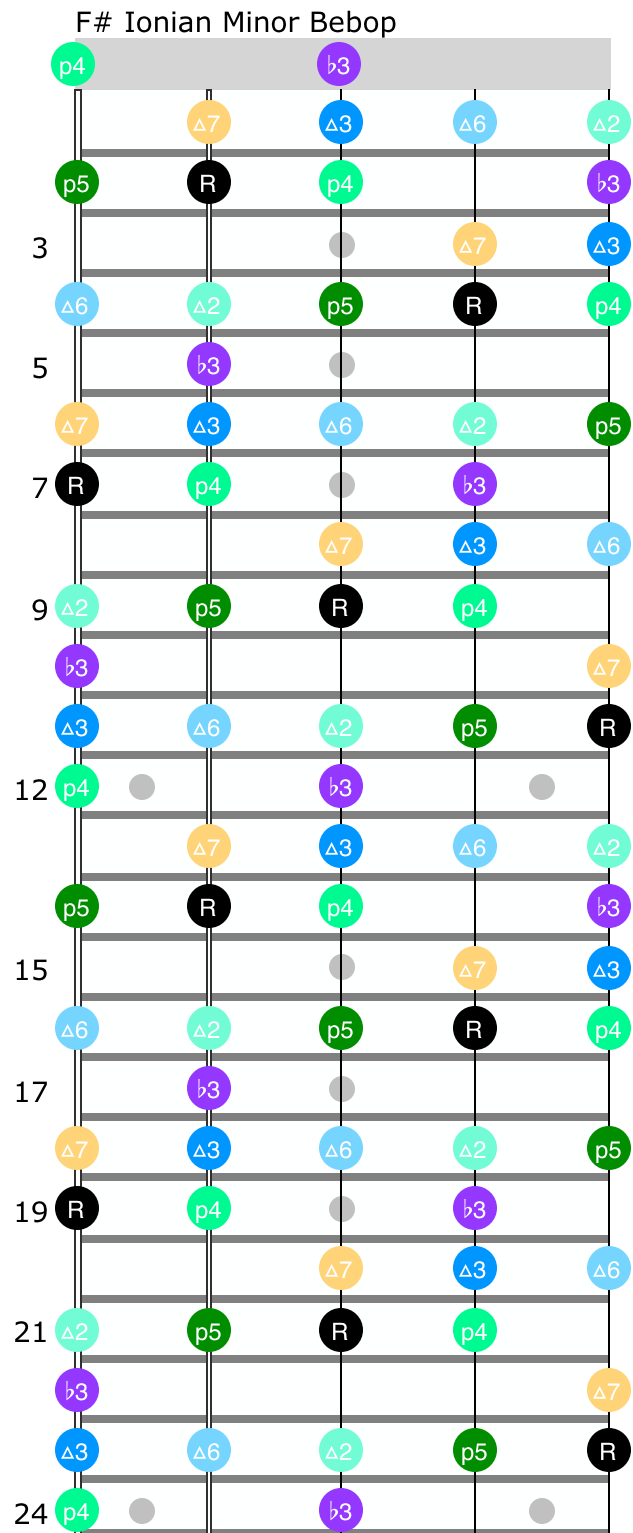 F# Ionian Minor Bebop
p4 ♭3
△7 △3 △6 △2
p5 R p4 ♭3
3 △7 △3
△6 △2 p5 R p4
5 ♭3
△7 △3 △6 △2 p5
7 R p4 ♭3
△7 △3 △6
9 △2 p5 R p4
♭3 △7
△3 △6 △2 p5 R
12 p4 ♭3
△7 △3 △6 △2
p5 R p4 ♭3
15 △7 △3
△6 △2 p5 R p4
17 ♭3
△7 △3 △6 △2 p5
19 R p4 ♭3
△7 △3 △6
21 △2 p5 R p4
♭3 △7
△3 △6 △2 p5 R
24 p4 ♭3